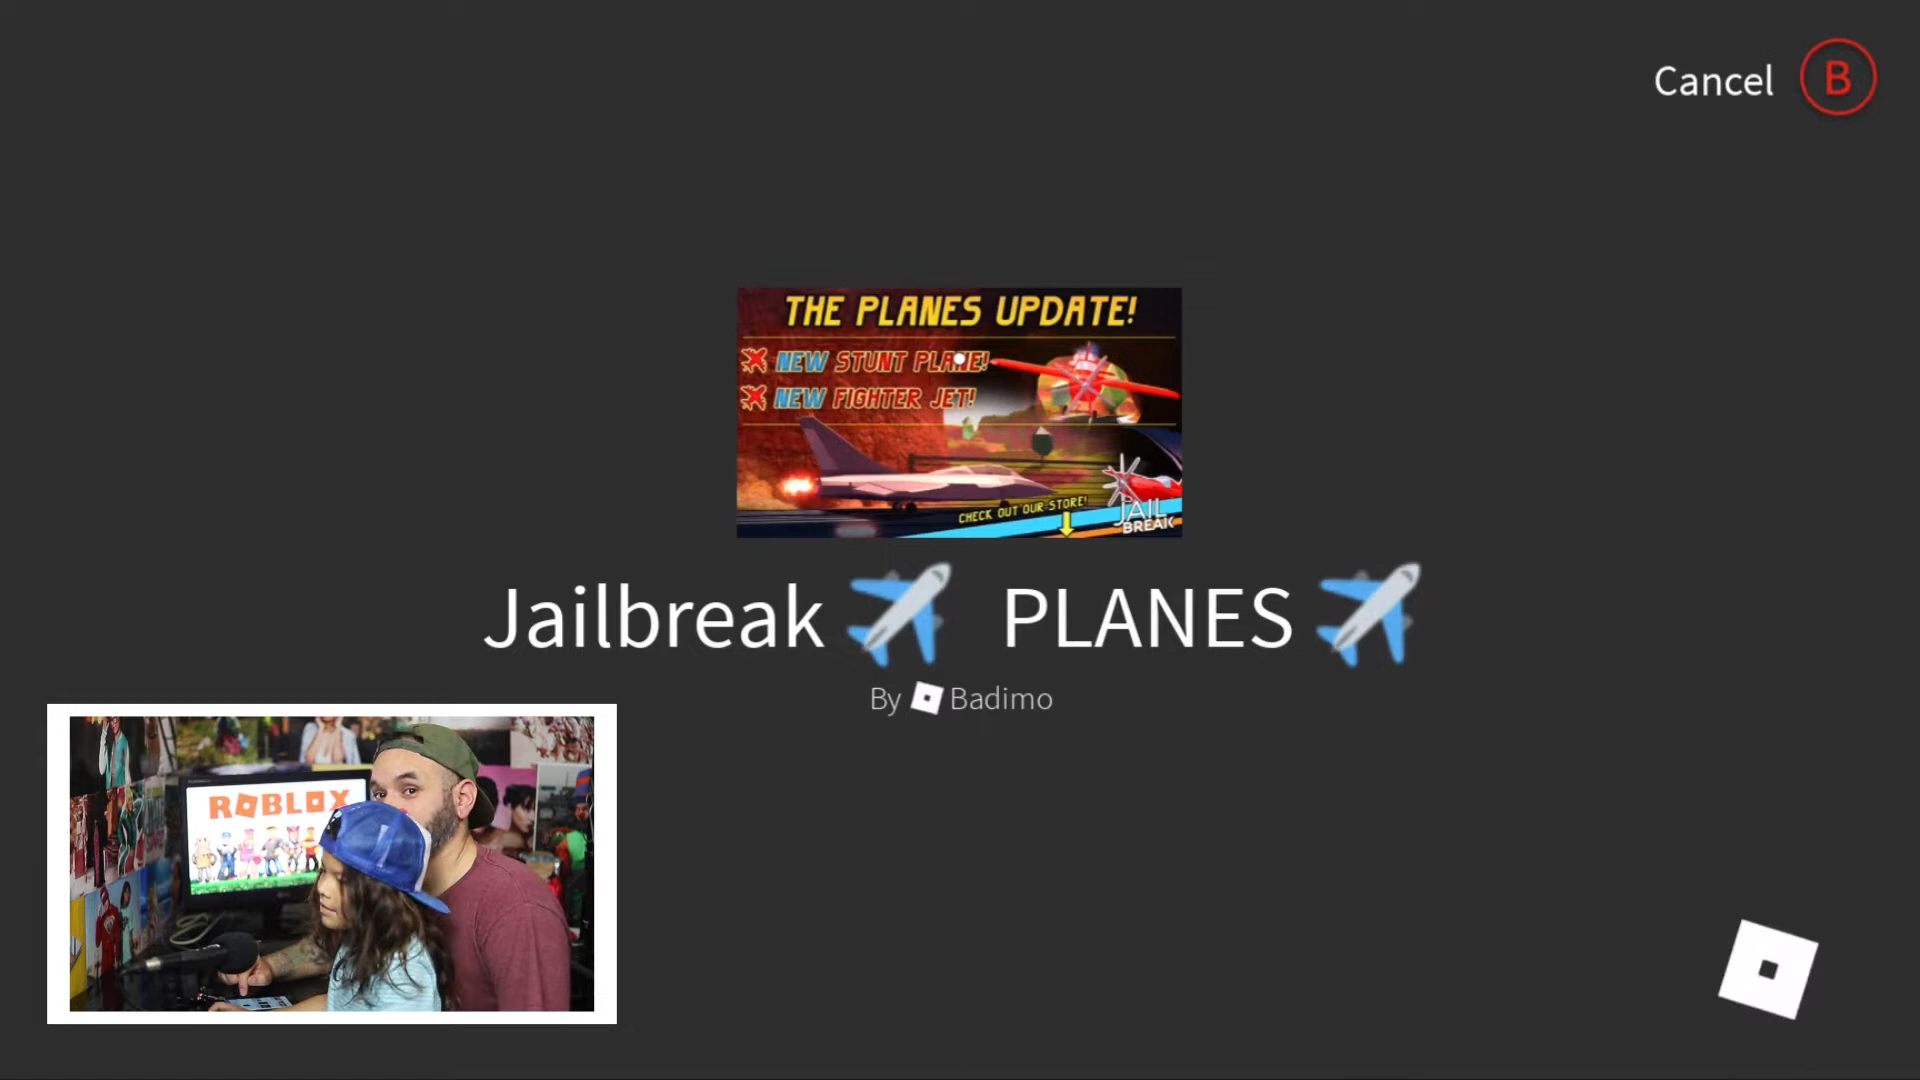 Cancel B
THE PLANES UPDATE!
NEW STUNT PLANE!
NEW FIGHTER JET!
CHECK OUT OUR STORE!
JAIL
BREAK
Jailbreak ✈️ PLANES ✈️
By Badimo
ROBLOX